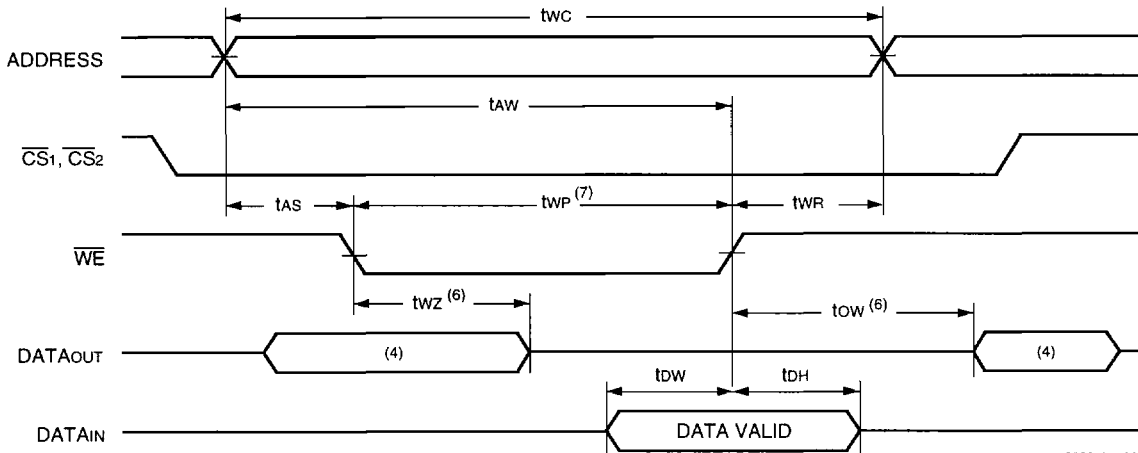 tWC
ADDRESS
tAW
CS1, CS2
tAS
tWP (7)
tWR
WE
tWZ (6)
tOW (6)
DATAOUT
(4)
(4)
tDW
tDH
DATAIN
DATA VALID